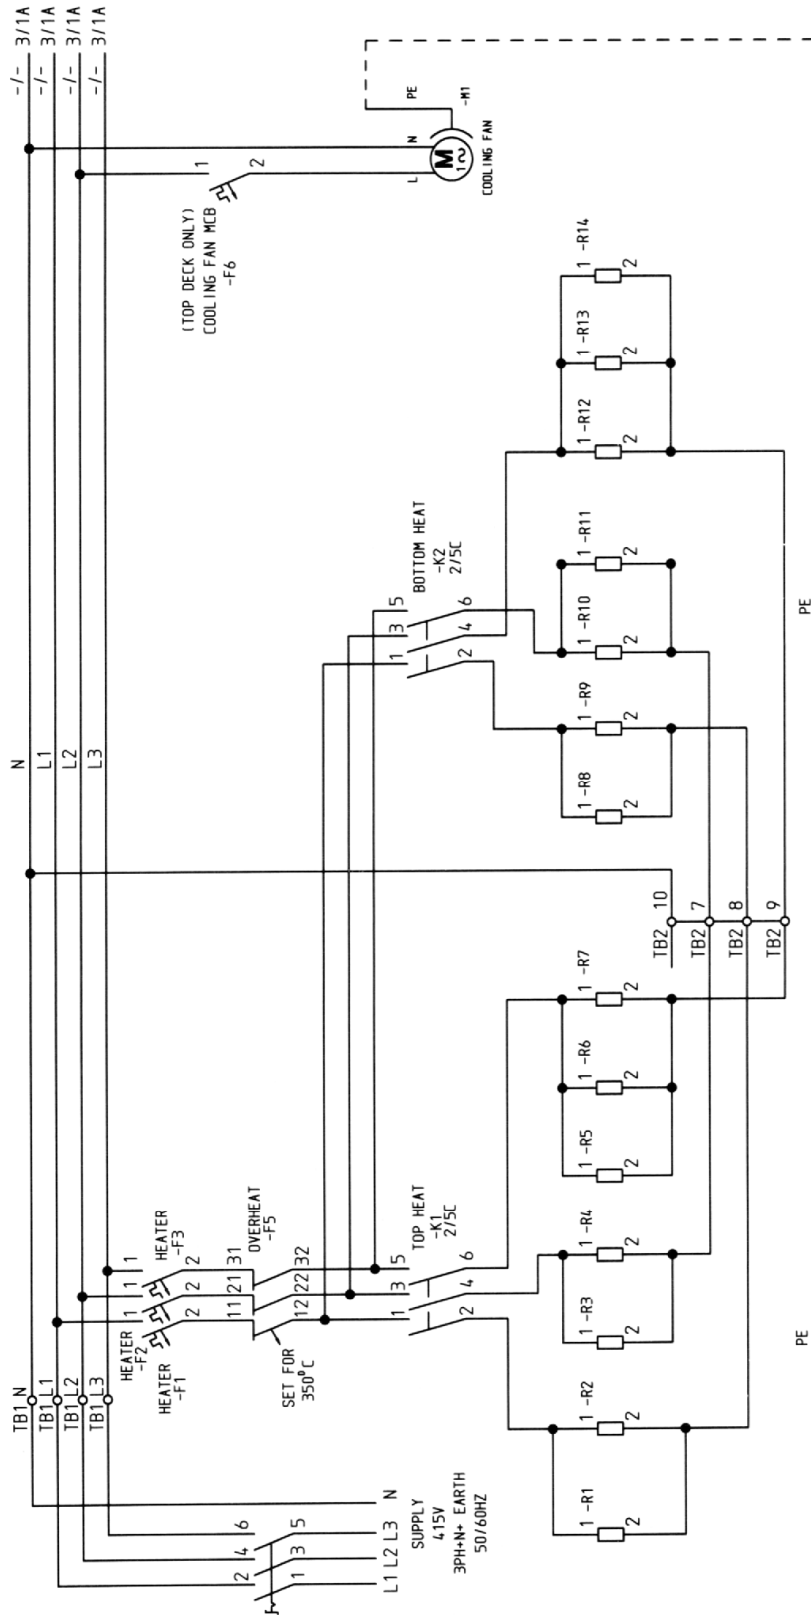 SUPPLY
415V
3PH+N+ EARTH
50/60HZ
L1 L2 L3 N
1 3 5
2 4 6
TB1 N
TB1 L1
TB1 L2
TB1 L3
HEATER
-F1
HEATER
-F2
HEATER
-F3
1 1 1
2 2 2
OVERHEAT
-F5
11 21 31
12 22 32
SET FOR
350°C
TOP HEAT
-K1
2/5C
1 3 5
2 4 6
N
L1
L2
L3
BOTTOM HEAT
-K2
2/5C
1 3 5
2 4 6
(TOP DECK ONLY)
COOLING FAN MCB
-F6
1
2
L N PE
M
1~
-M1
COOLING FAN
-/- 3/1A
-/- 3/1A
-/- 3/1A
-/- 3/1A
1 -R1
2
1 -R2
2
1 -R3
2
1 -R4
2
1 -R5
2
1 -R6
2
1 -R7
2
TB2 10
TB2 7
TB2 8
TB2 9
1 -R8
2
1 -R9
2
1 -R10
2
1 -R11
2
1 -R12
2
1 -R13
2
1 -R14
2
PE
PE